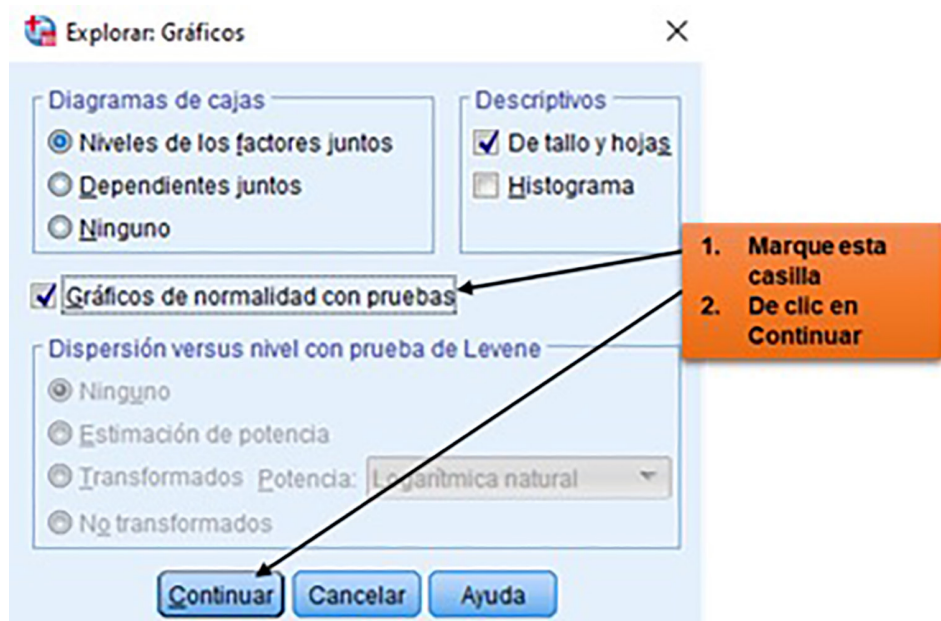 Explorar: Gráficos
Diagramas de cajas
Niveles de los factores juntos
Dependientes juntos
Ninguno
Descriptivos
De tallo y hojas
Histograma
Gráficos de normalidad con pruebas
1. Marque esta
casilla
2. De clic en
Continuar
Dispersión versus nivel con prueba de Levene
Ninguno
Estimación de potencia
Transformados Potencia: Logarítmica natural
No transformados
Continuar Cancelar Ayuda